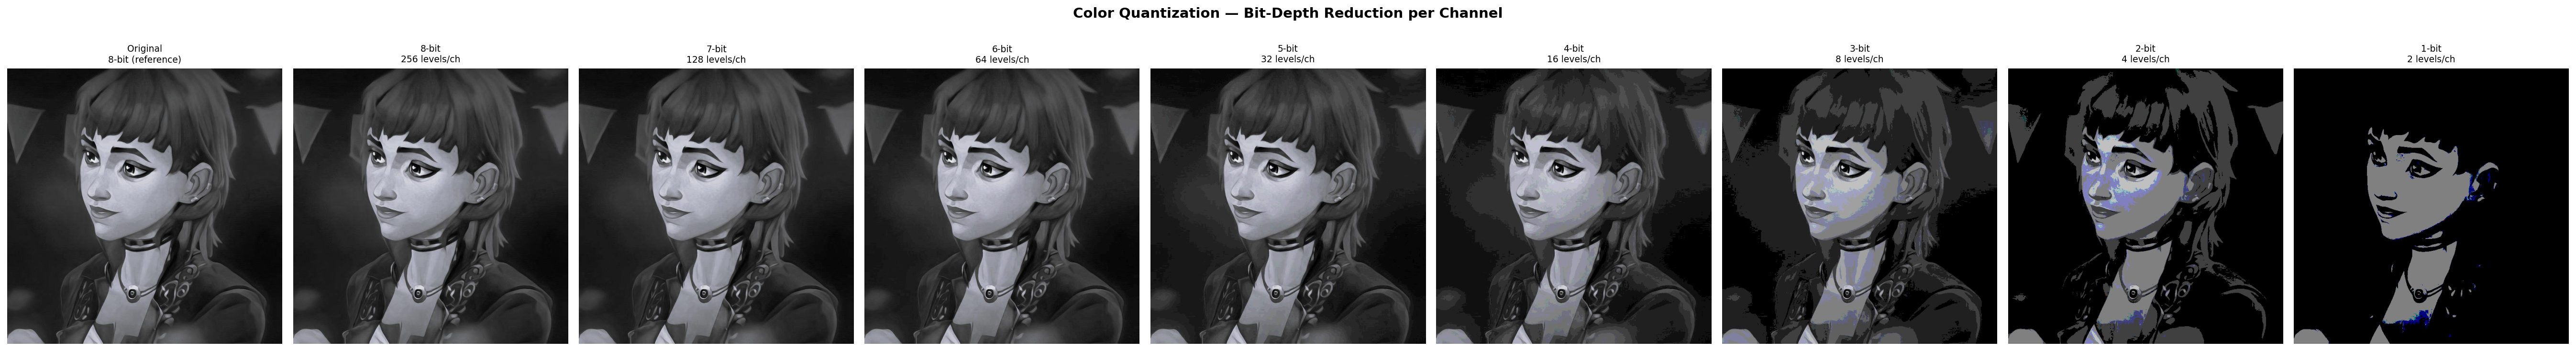 Color Quantization — Bit-Depth Reduction per Channel
Original
8-bit (reference)
8-bit
256 levels/ch
7-bit
128 levels/ch
6-bit
64 levels/ch
5-bit
32 levels/ch
4-bit
16 levels/ch
3-bit
8 levels/ch
2-bit
4 levels/ch
1-bit
2 levels/ch